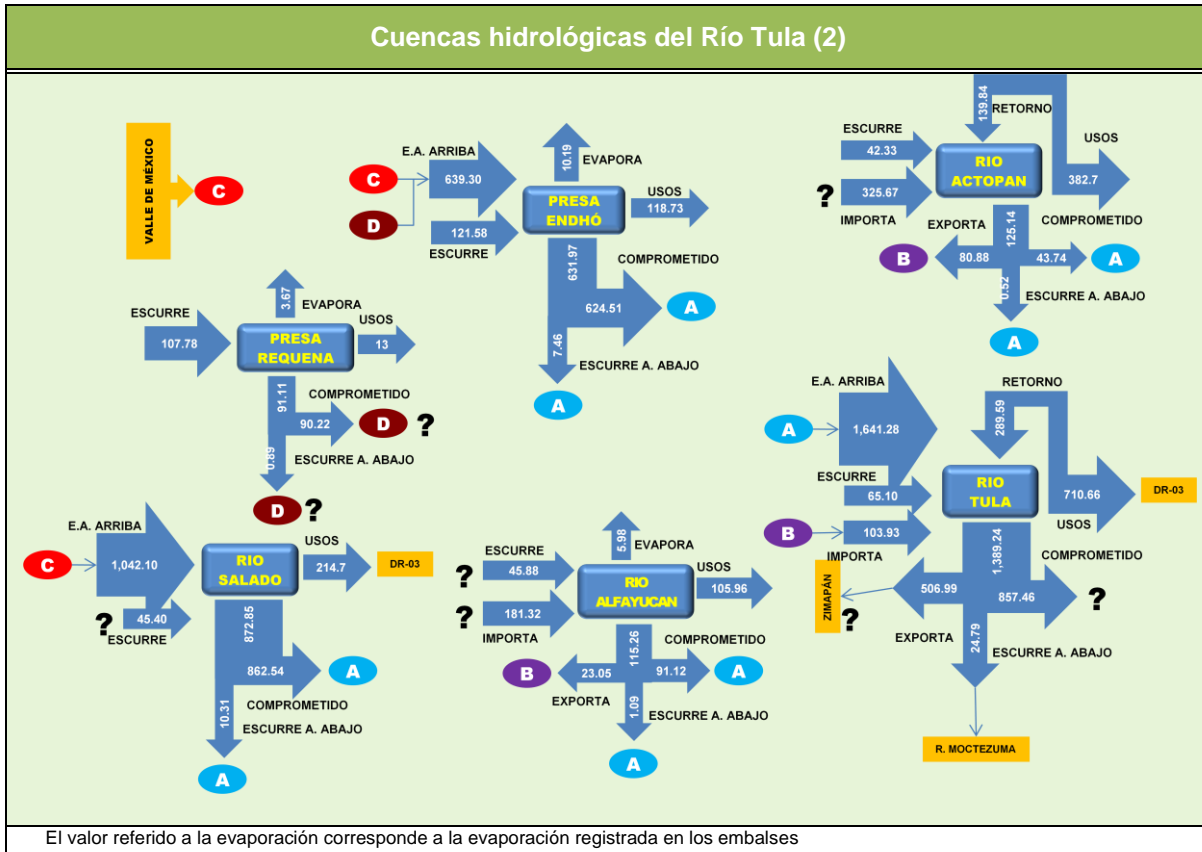 Cuencas hidrológicas del Río Tula (2)
VALLE DE MÉXICO
C
E.A. ARRIBA
639.30
C
D
121.58
ESCURRE
10.19
EVAPORA
PRESA
ENDHÓ
USOS
118.73
631.97
COMPROMETIDO
624.51
A
7.46
ESCURRE A. ABAJO
A
139.84
RETORNO
ESCURRE
42.33
?
325.67
IMPORTA
RIO
ACTOPAN
USOS
382.7
EXPORTA
125.14
COMPROMETIDO
B
80.88
43.74
A
0.52
ESCURRE A. ABAJO
A
3.67
EVAPORA
ESCURRE
107.78
PRESA
REQUENA
USOS
13
91.11
COMPROMETIDO
90.22
D
?
0.89
ESCURRE A. ABAJO
D
?
E.A. ARRIBA
1,641.28
A
RETORNO
289.59
ESCURRE
65.10
B
103.93
IMPORTA
RIO
TULA
710.66
USOS
DR-03
1,389.24
COMPROMETIDO
ZIMAPÁN
?
506.99
857.46
?
EXPORTA
24.79
ESCURRE A. ABAJO
R. MOCTEZUMA
E.A. ARRIBA
C
1,042.10
?
45.40
ESCURRE
RIO
SALADO
USOS
214.7
DR-03
872.85
862.54
A
COMPROMETIDO
10.31
ESCURRE A. ABAJO
A
5.98
EVAPORA
ESCURRE
?
45.88
?
181.32
IMPORTA
RIO
ALFAYUCAN
USOS
105.96
115.26
COMPROMETIDO
B
23.05
91.12
A
EXPORTA
1.09
ESCURRE A. ABAJO
A
El valor referido a la evaporación corresponde a la evaporación registrada en los embalses